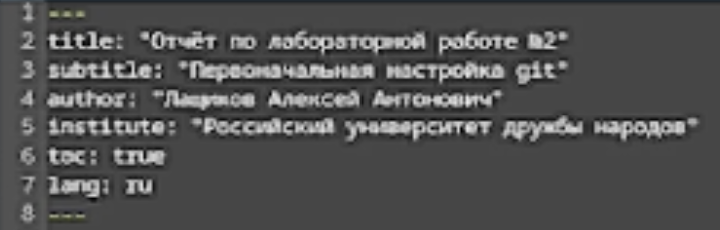 1 ---
2 title: "Отчёт по лабораторной работе №2"
3 subtitle: "Первоначальная настройка git"
4 author: "Лащиков Алексей Антонович"
5 institute: "Российский университет дружбы народов"
6 toc: true
7 lang: ru
8 ---